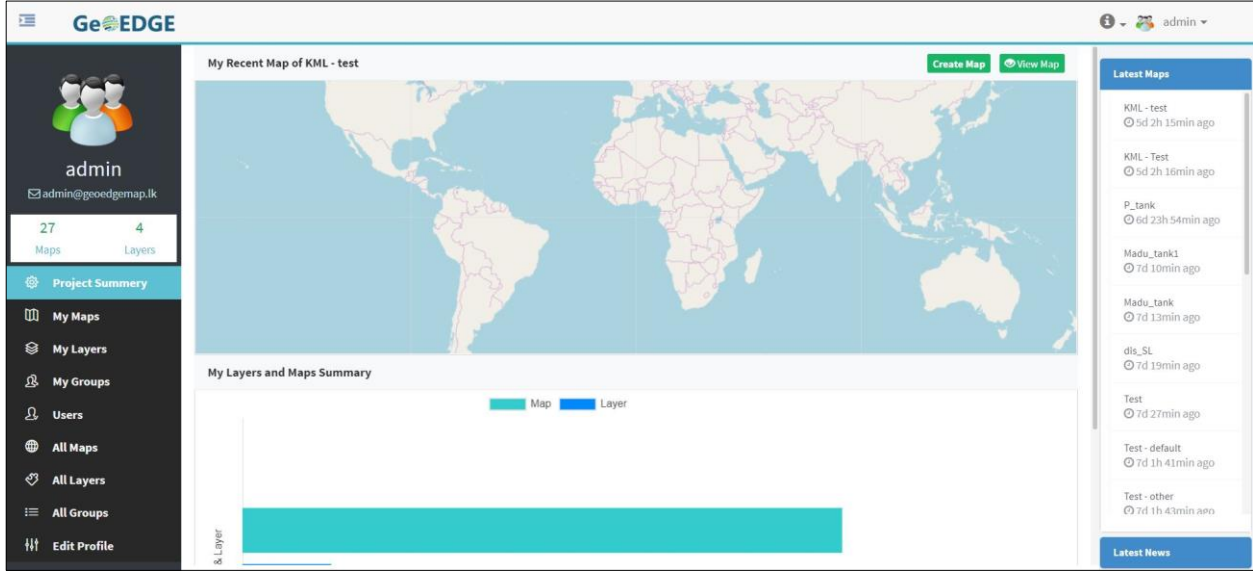 GeoEDGE
admin
admin
admin@geoedgemap.lk
27
4
Maps
Layers
Project Summery
My Maps
My Layers
My Groups
Users
All Maps
All Layers
All Groups
Edit Profile
My Recent Map of KML - test
Create Map
View Map
My Layers and Maps Summary
Map
Layer
& Layer
Latest Maps
KML - test
5d 2h 15min ago
KML - Test
5d 2h 16min ago
P_tank
6d 23h 54min ago
Madu_tank1
7d 10min ago
Madu_tank
7d 13min ago
dis_SL
7d 19min ago
Test
7d 27min ago
Test - default
7d 1h 41min ago
Test - other
7d 1h 43min ago
Latest News